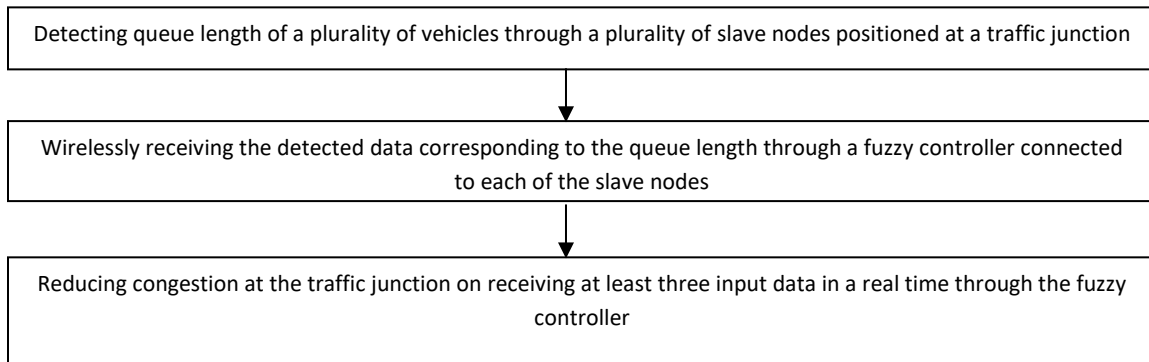 Detecting queue length of a plurality of vehicles through a plurality of slave nodes positioned at a traffic junction
Wirelessly receiving the detected data corresponding to the queue length through a fuzzy controller connected
to each of the slave nodes
Reducing congestion at the traffic junction on receiving at least three input data in a real time through the fuzzy
controller